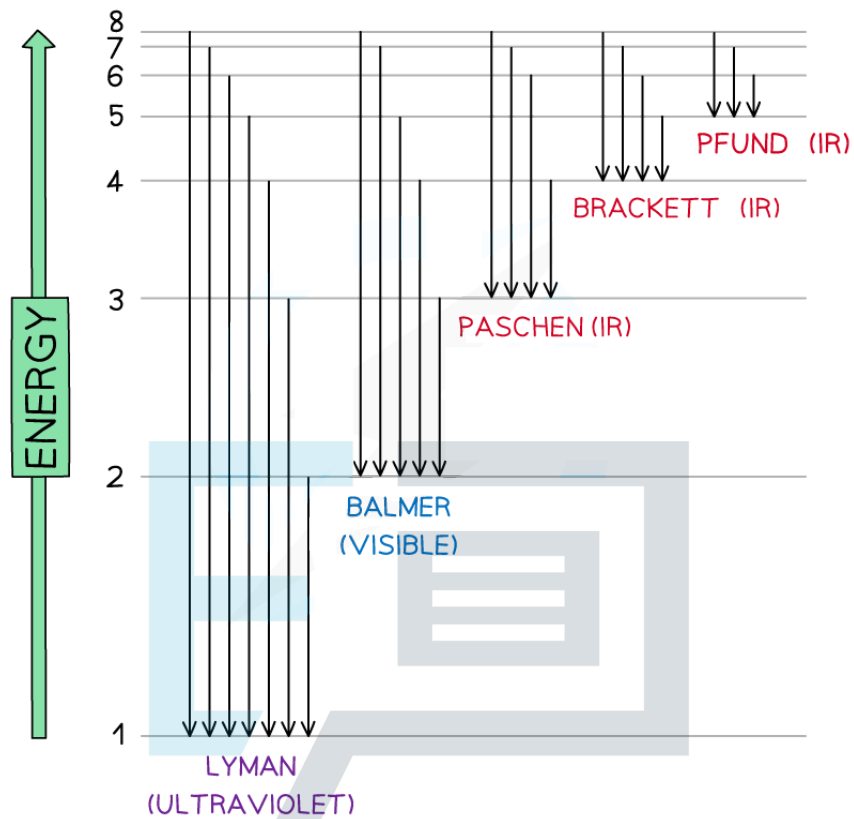 8
7
6
5
PFUND (IR)
4
BRACKETT (IR)
3
PASCHEN (IR)
ENERGY
2
BALMER
(VISIBLE)
1
LYMAN
(ULTRAVIOLET)